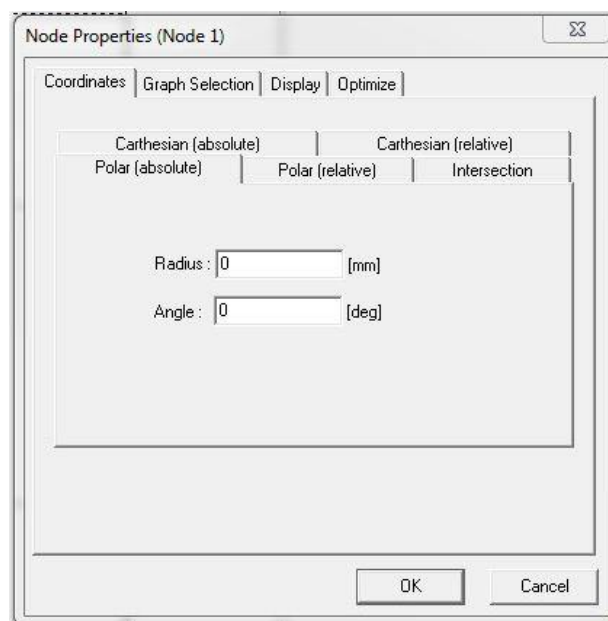 Node Properties (Node 1)
Coordinates Graph Selection Display Optimize
Carthesian (absolute) Carthesian (relative)
Polar (absolute) Polar (relative) Intersection
Radius : 0 [mm]
Angle : 0 [deg]
OK Cancel